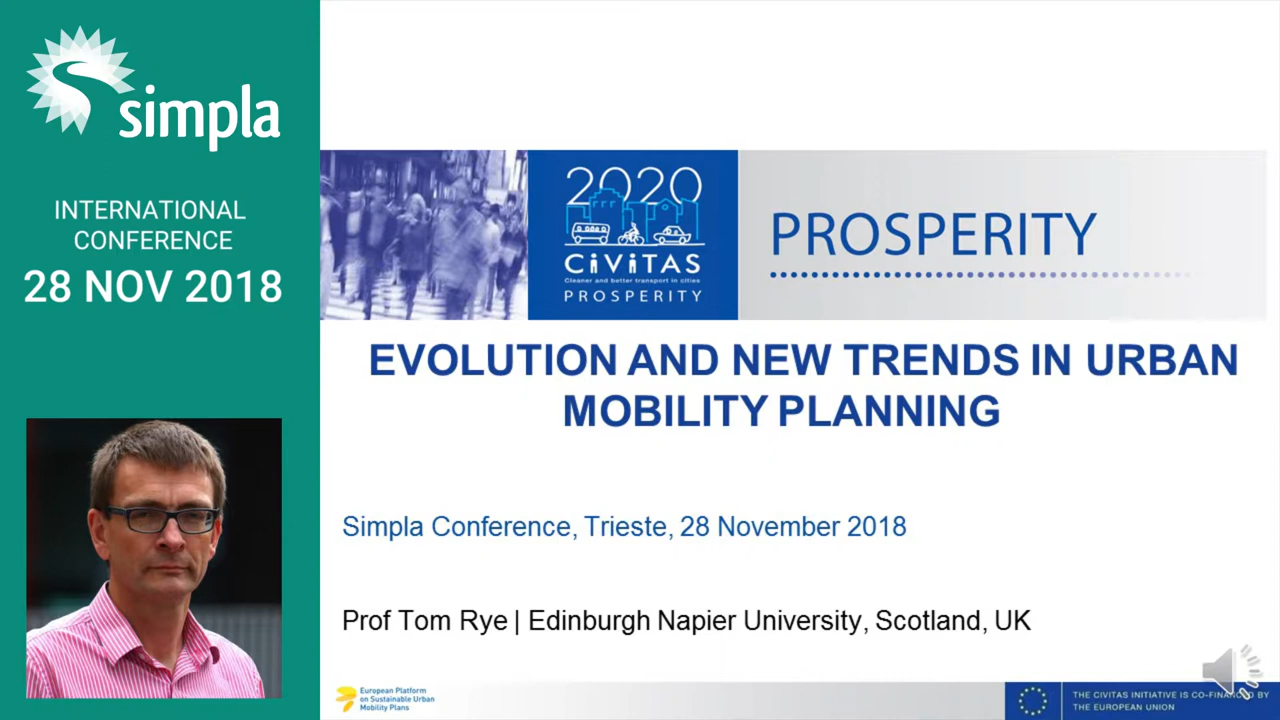 simpla
INTERNATIONAL
CONFERENCE
28 NOV 2018
2020
CiViTAS
Cleaner and better transport in cities
PROSPERITY
PROSPERITY
EVOLUTION AND NEW TRENDS IN URBAN
MOBILITY PLANNING
Simpla Conference, Trieste, 28 November 2018
Prof Tom Rye | Edinburgh Napier University, Scotland, UK
European Platform
on Sustainable Urban
Mobility Plans
THE CIVITAS INITIATIVE IS CO-FINANCED BY
THE EUROPEAN UNION